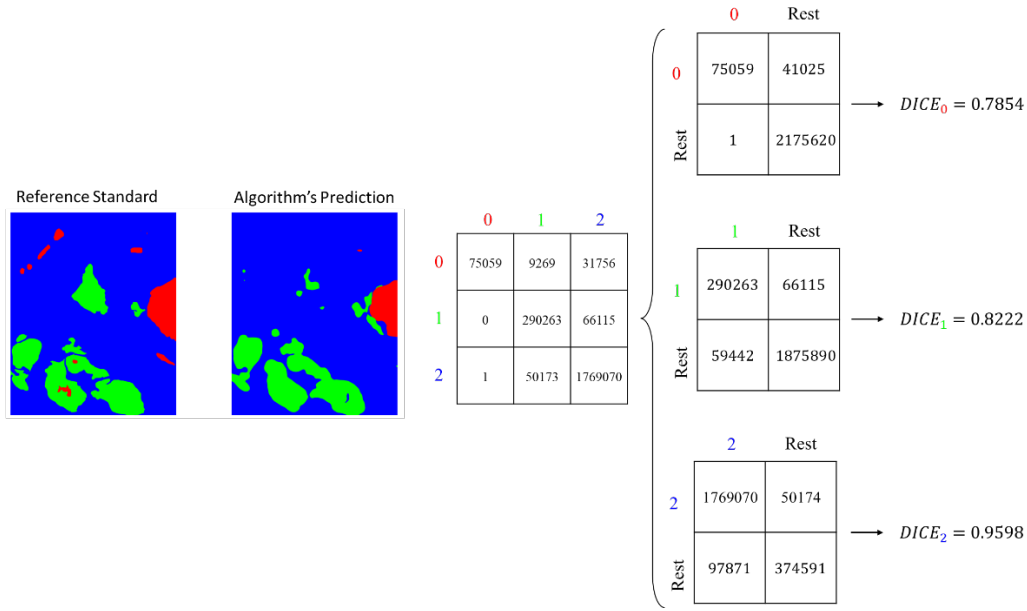 Reference Standard
Algorithm's Prediction
0 1 2
0 75059 9269 31756
1 0 290263 66115
2 1 50173 1769070
0 Rest
0 75059 41025
Rest 1 2175620
DICE₀ = 0.7854
1 Rest
1 290263 66115
Rest 59442 1875890
DICE₁ = 0.8222
2 Rest
2 1769070 50174
Rest 97871 374591
DICE₂ = 0.9598